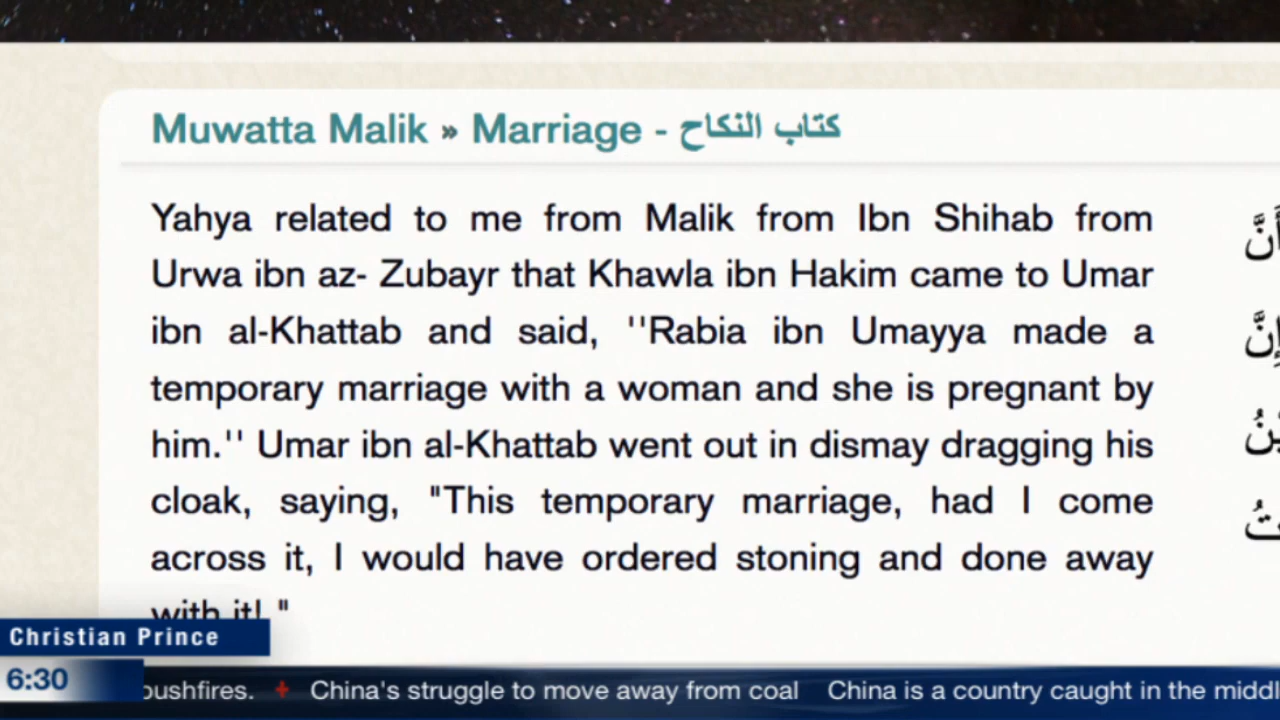 Muwatta Malik » Marriage - كتاب النكاح
Yahya related to me from Malik from Ibn Shihab from
Urwa ibn az- Zubayr that Khawla ibn Hakim came to Umar
ibn al-Khattab and said, ''Rabia ibn Umayya made a
temporary marriage with a woman and she is pregnant by
him.'' Umar ibn al-Khattab went out in dismay dragging his
cloak, saying, "This temporary marriage, had I come
across it, I would have ordered stoning and done away
with it! "
Christian Prince
6:30
China's struggle to move away from coal China is a country caught in the